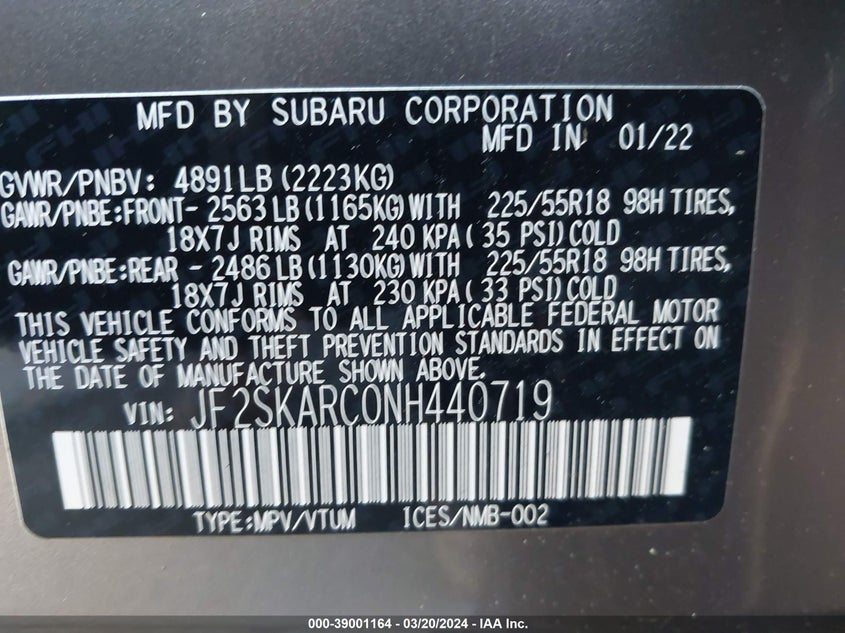 MFD BY SUBARU CORPORATION
MFD IN 01/22
GVWR/PNBV: 4891LB (2223KG)
GAWR/PNBE:FRONT- 2563 LB (1165KG) WITH 225/55R18 98H TIRES,
18X7J RIMS AT 240 KPA ( 35 PSI) COLD
GAWR/PNBE:REAR - 2486 LB (1130KG) WITH 225/55R18 98H TIRES,
18X7J RIMS AT 230 KPA ( 33 PSI) COLD
THIS VEHICLE CONFORMS TO ALL APPLICABLE FEDERAL MOTOR
VEHICLE SAFETY AND THEFT PREVENTION STANDARDS IN EFFECT ON
THE DATE OF MANUFACTURE SHOWN ABOVE.
VIN: JF2SKARC0NH440719
TYPE:MPV/VTUM ICES/NMB-002
000-39001164 - 03/20/2024 - IAA Inc.